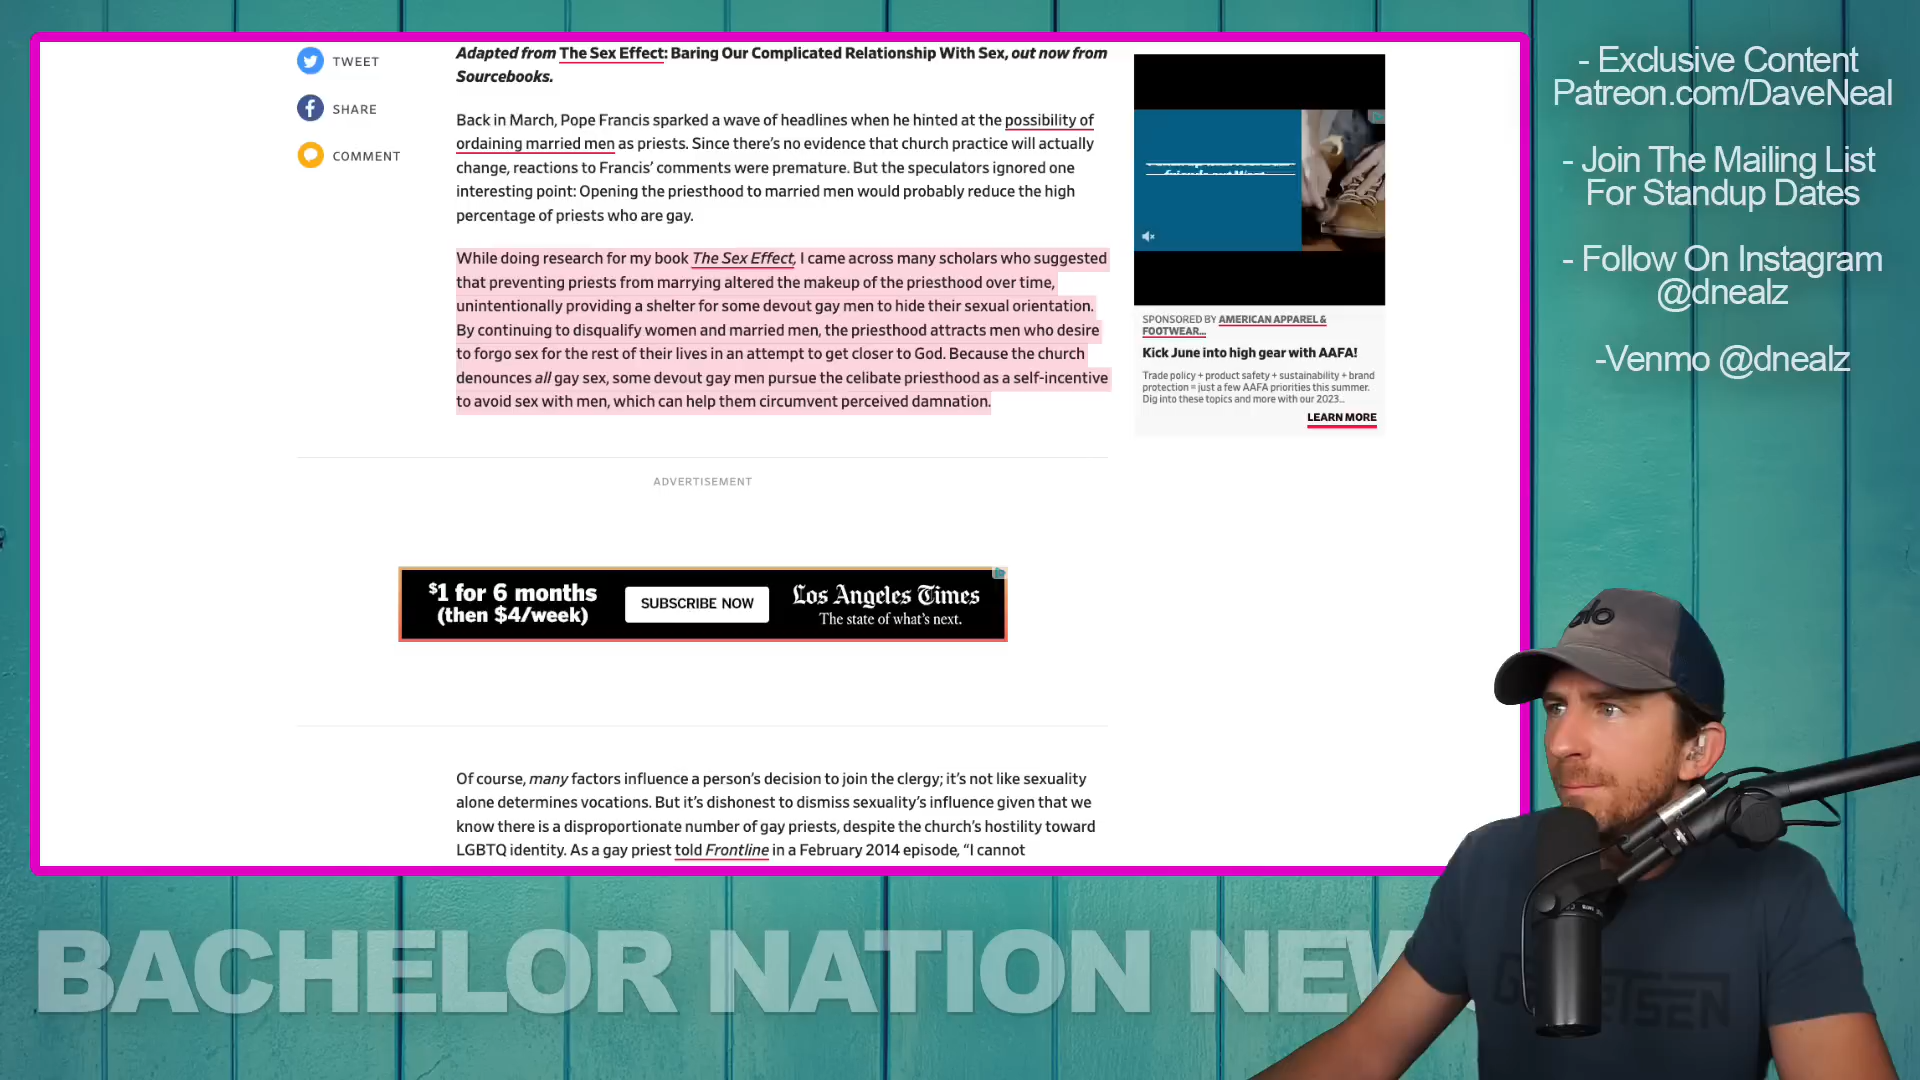 TWEET
SHARE
COMMENT
Adapted from The Sex Effect: Baring Our Complicated Relationship With Sex, out now from
Sourcebooks.
Back in March, Pope Francis sparked a wave of headlines when he hinted at the possibility of
ordaining married men as priests. Since there's no evidence that church practice will actually
change, reactions to Francis' comments were premature. But the speculators ignored one
interesting point: Opening the priesthood to married men would probably reduce the high
percentage of priests who are gay.
While doing research for my book The Sex Effect, I came across many scholars who suggested
that preventing priests from marrying altered the makeup of the priesthood over time,
unintentionally providing a shelter for some devout gay men to hide their sexual orientation.
By continuing to disqualify women and married men, the priesthood attracts men who desire
to forgo sex for the rest of their lives in an attempt to get closer to God. Because the church
denounces all gay sex, some devout gay men pursue the celibate priesthood as a self-incentive
to avoid sex with men, which can help them circumvent perceived damnation.
ADVERTISEMENT
$1 for 6 months
(then $4/week)
SUBSCRIBE NOW
Los Angeles Times
The state of what's next.
Of course, many factors influence a person's decision to join the clergy; it's not like sexuality
alone determines vocations. But it's dishonest to dismiss sexuality's influence given that we
know there is a disproportionate number of gay priests, despite the church's hostility toward
LGBTQ identity. As a gay priest told Frontline in a February 2014 episode, "I cannot
SPONSORED BY AMERICAN APPAREL &
FOOTWEAR...
Kick June into high gear with AAFA!
Trade policy + product safety + sustainability + brand
protection = just a few AAFA priorities this summer.
Dig into these topics and more with our 2023...
LEARN MORE
- Exclusive Content
Patreon.com/DaveNeal
- Join The Mailing List
For Standup Dates
- Follow On Instagram
@dnealz
-Venmo @dnealz
alo
BACHELOR NATION NEW